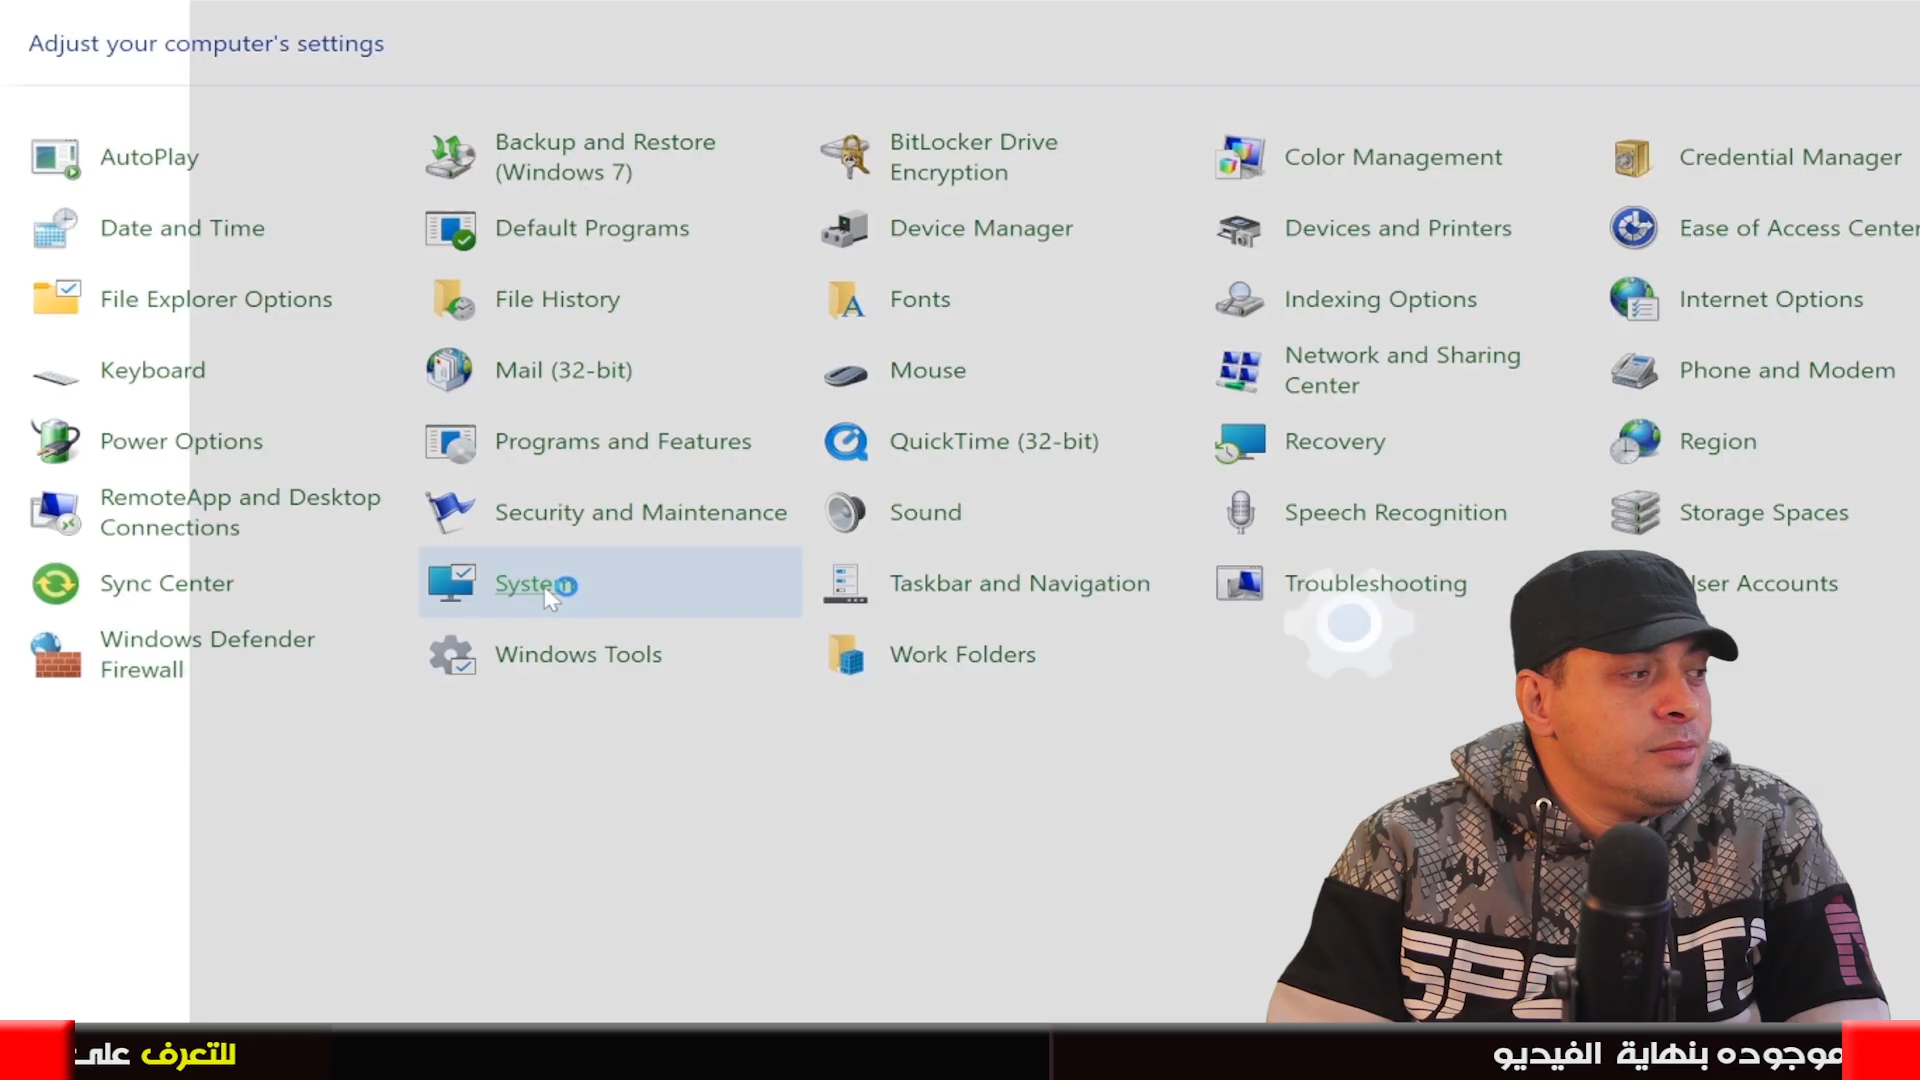 Adjust your computer's settings
AutoPlay
Backup and Restore
(Windows 7)
BitLocker Drive
Encryption
Color Management
Credential Manager
Date and Time
Default Programs
Device Manager
Devices and Printers
Ease of Access Center
File Explorer Options
File History
Fonts
Indexing Options
Internet Options
Keyboard
Mail (32-bit)
Mouse
Network and Sharing
Center
Phone and Modem
Power Options
Programs and Features
QuickTime (32-bit)
Recovery
Region
RemoteApp and Desktop
Connections
Security and Maintenance
Sound
Speech Recognition
Storage Spaces
Sync Center
System
Taskbar and Navigation
Troubleshooting
User Accounts
Windows Defender
Firewall
Windows Tools
Work Folders
موجوده بنهاية الفيديو
للتعرف على